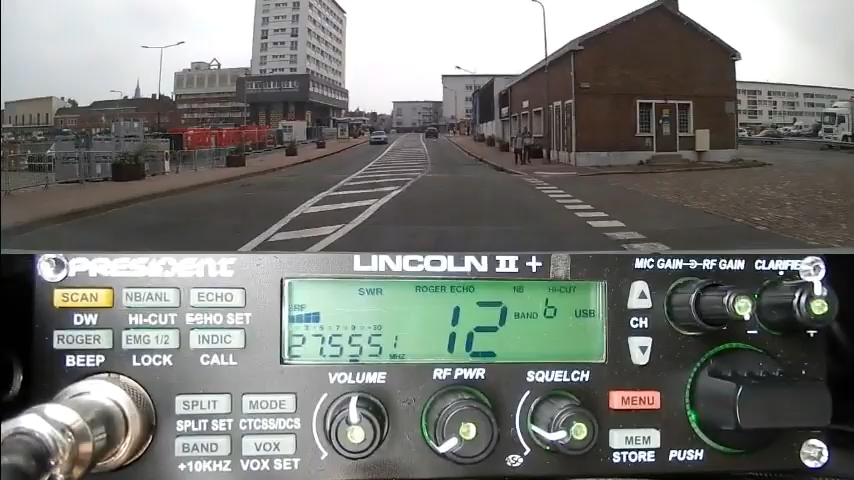 PRESIDENT
LINCOLN II +
MIC GAIN RF GAIN CLARIFIER
SCAN NB/ANL ECHO
DW HI-CUT ECHO SET
ROGER EMG 1/2 INDIC
BEEP LOCK CALL
SWR ROGER ECHO NB HI-CUT
12 BAND b USB
27.555 MHZ
CH
VOLUME RF PWR SQUELCH
SPLIT MODE
SPLIT SET CTCSS/DCS
BAND VOX
+10KHZ VOX SET
MENU
MEM
STORE PUSH
ASC